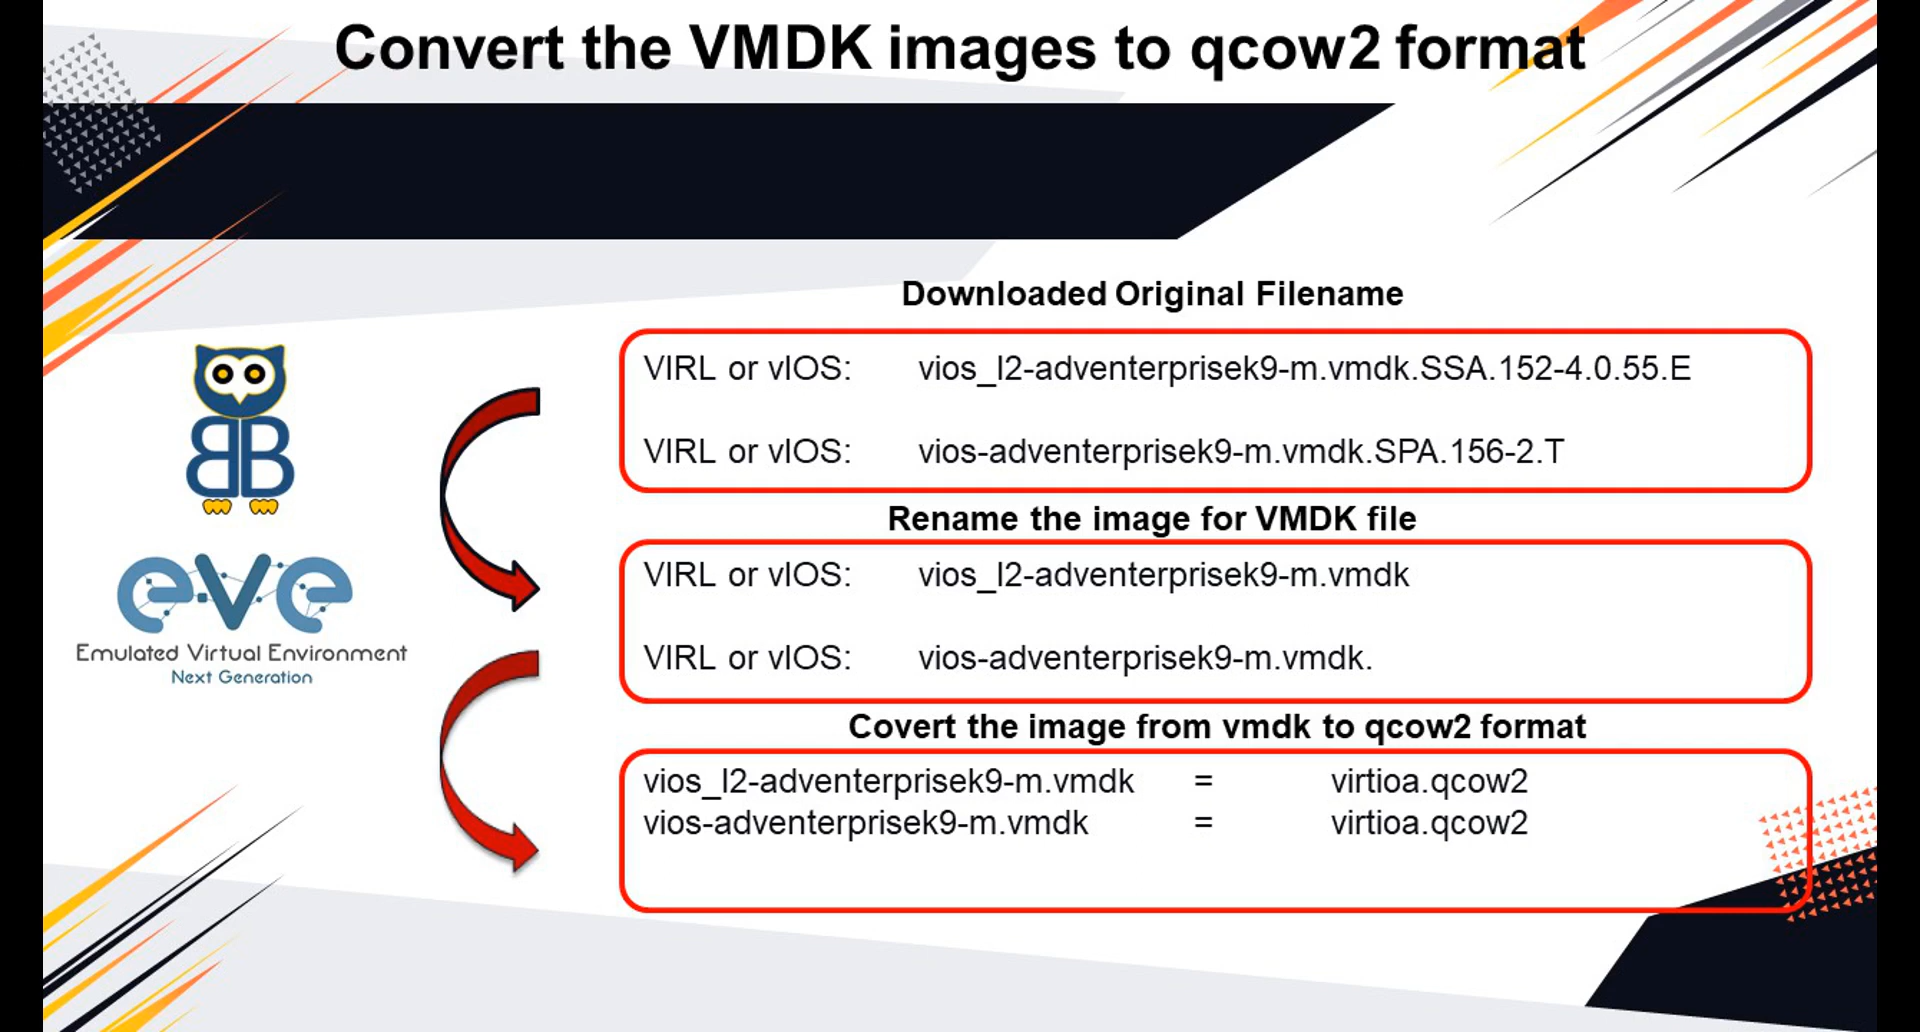 Convert the VMDK images to qcow2 format
Downloaded Original Filename
VIRL or vIOS: vios_l2-adventerprisek9-m.vmdk.SSA.152-4.0.55.E
VIRL or vIOS: vios-adventerprisek9-m.vmdk.SPA.156-2.T
Rename the image for VMDK file
VIRL or vIOS: vios_l2-adventerprisek9-m.vmdk
VIRL or vIOS: vios-adventerprisek9-m.vmdk.
Covert the image from vmdk to qcow2 format
vios_l2-adventerprisek9-m.vmdk = virtioa.qcow2
vios-adventerprisek9-m.vmdk = virtioa.qcow2
BB
eve
Emulated Virtual Environment
Next Generation